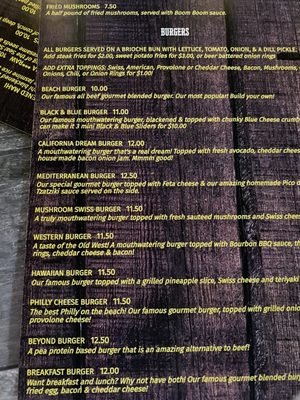 FRIED MUSHROOMS 7.50
A half pound of fried mushrooms, served with Boom Boom sauce.
BURGERS
ALL BURGERS SERVED ON A BRIOCHE BUN WITH LETTUCE, TOMATO, ONION, & A DILL PICKLE.
Add steak fries for $2.00, sweet potato fries for $3.00, or beer battered onion rings
ADD EXTRA TOPPINGS: Swiss, American, Provolone or Cheddar Cheese, Bacon, Mushrooms,
Onions, Chili, or Onion Rings for $1.00!
BEACH BURGER 10.00
Our famous all beef gourmet blended burger. Our most popular! Build your own!
BLACK & BLUE BURGER 11.00
Our famous mouthwatering burger, blackened & topped with chunky Blue Cheese crumb
can make it 3 mini Black & Blue Sliders for $10.00
CALIFORNIA DREAM BURGER 12.00
A mouthwatering burger that's a real dream! Topped with fresh avocado, cheddar chees
house made bacon onion jam. Mmmm good!
MEDITERRANEAN BURGER 12.50
Our special gourmet burger topped with Feta cheese & our amazing homemade Pico d
Tzatziki sauce served on the side.
MUSHROOM SWISS BURGER 11.50
A truly mouthwatering burger topped with fresh sauteed mushrooms and Swiss chee
WESTERN BURGER 11.50
A taste of the Old West! A mouthwatering burger topped with Bourbon BBQ sauce, th
rings, cheddar cheese & bacon!
HAWAIIAN BURGER 11.50
Our famous burger topped with a grilled pineapple slice, Swiss cheese and teriyaki
PHILLY CHEESE BURGER 11.50
The best Philly on the beach! Our famous gourmet burger, topped with grilled onio
provolone cheese!
BEYOND BURGER 12.50
A pea protein based burger that is an amazing alternative to beef!
BREAKFAST BURGER 12.00
Want breakfast and lunch? Why not have both! Our famous gourmet blended bur
fried egg, bacon & cheddar cheese!